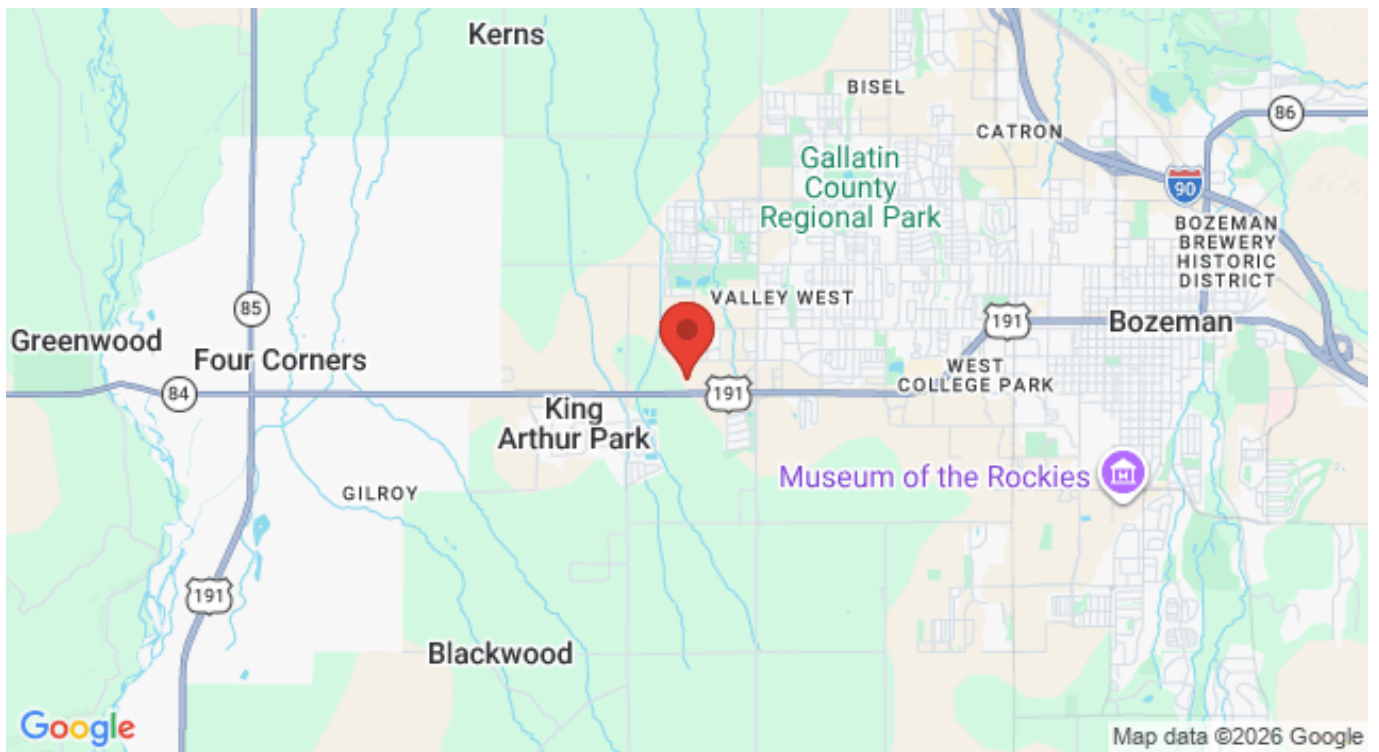 Kerns
BISEL
86
CATRON
Gallatin
County
Regional Park
90
BOZEMAN
BREWERY
HISTORIC
DISTRICT
VALLEY WEST
85
Greenwood
Four Corners
191
Bozeman
WEST
COLLEGE PARK
84
191
King
Arthur Park
Museum of the Rockies
GILROY
191
Blackwood
Google
Map data ©2026 Google